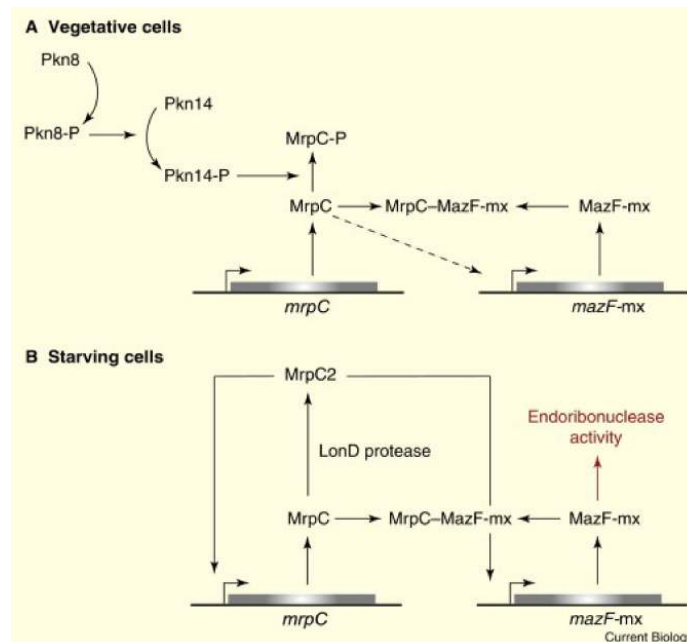 A Vegetative cells
Pkn8
Pkn14
Pkn8-P
MrpC-P
Pkn14-P
MrpC
MrpC–MazF-mx
MazF-mx
mrpC
mazF-mx
B Starving cells
MrpC2
Endoribonuclease
activity
LonD protease
MrpC
MrpC–MazF-mx
MazF-mx
mrpC
mazF-mx
Current Biolog